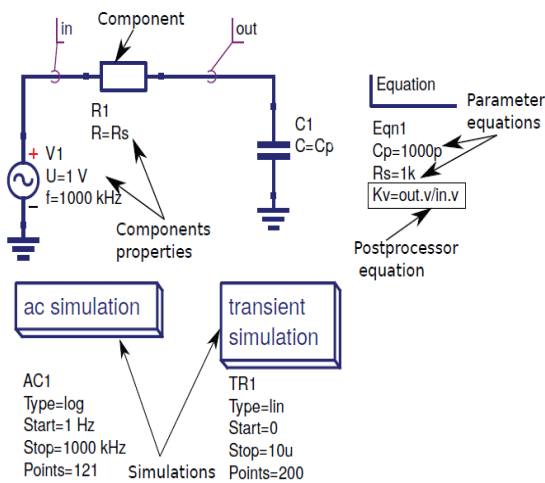 Component
in
out
Equation
Parameter
equations
R1
R=Rs
C1
C=Cp
Eqn1
Cp=1000p
Rs=1k
Kv=out.v/in.v
+
V1
U=1 V
f=1000 kHz
–
Components
properties
Postprocessor
equation
ac simulation
transient
simulation
AC1
Type=log
Start=1 Hz
Stop=1000 kHz
Points=121
Simulations
TR1
Type=lin
Start=0
Stop=10u
Points=200